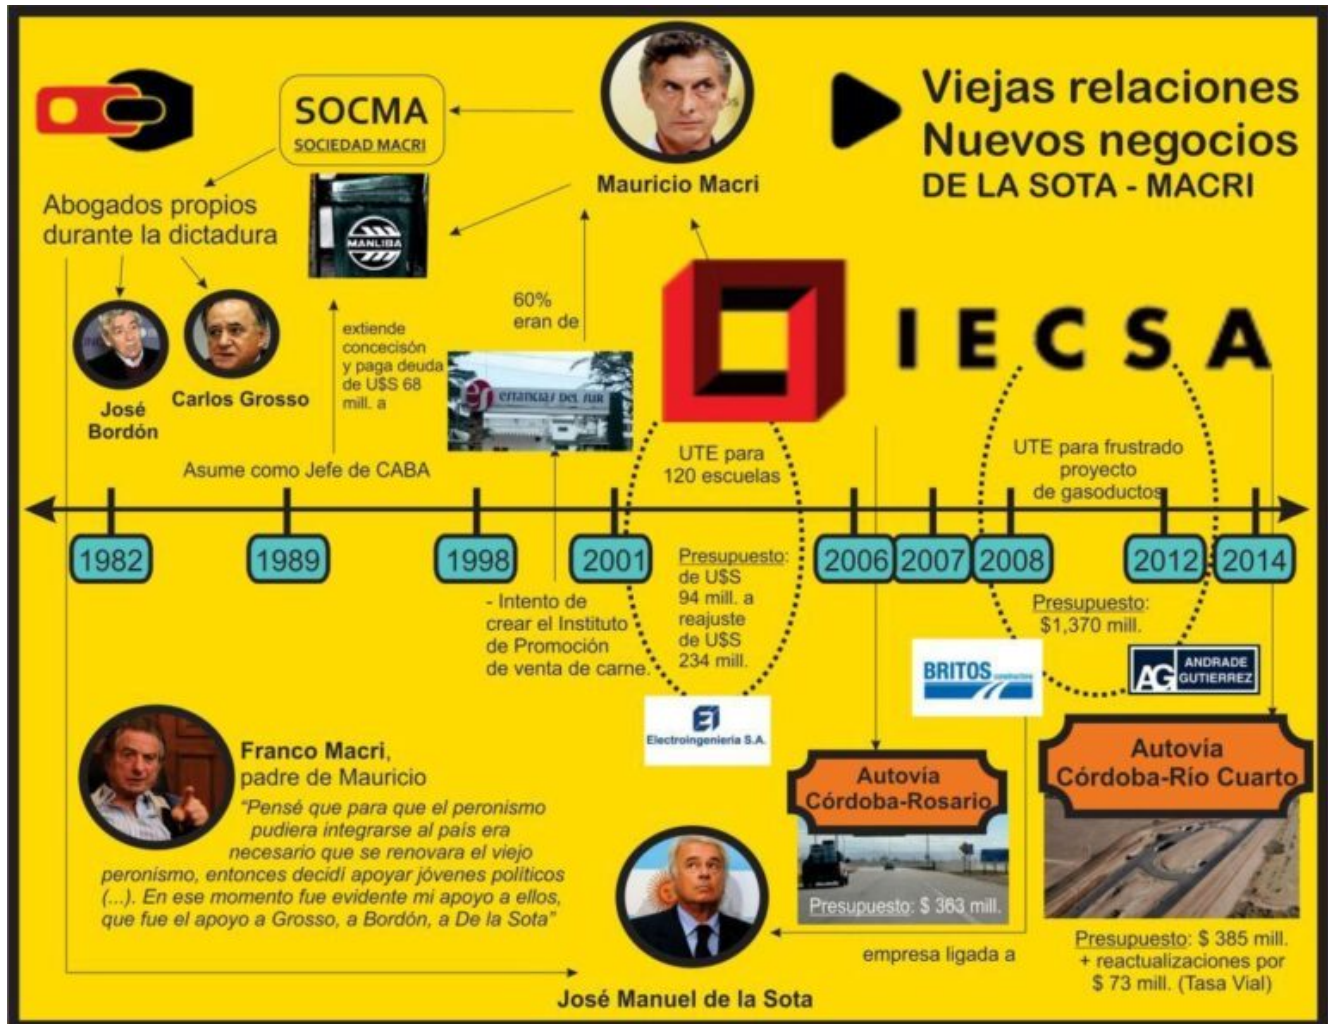 Viejas relaciones
Nuevos negocios
DE LA SOTA - MACRI
SOCMA
SOCIEDAD MACRI
Mauricio Macri
Abogados propios
durante la dictadura
MANLIBA
José
Bordón
Carlos Grosso
extiende
concecisón
y paga deuda
de U$S 68
mill. a
60%
eran de
ESTANCIAS DEL SUR
IECSA
UTE para
120 escuelas
UTE para frustrado
proyecto
de gasoductos
Asume como Jefe de CABA
1982
1989
1998
2001
2006
2007
2008
2012
2014
- Intento de
crear el Instituto
de Promoción
de venta de carne.
Presupuesto:
de U$S
94 mill. a
reajuste
de U$S
234 mill.
Presupuesto:
$1,370 mill.
BRITOS
AG
ANDRADE
GUTIERREZ
EI
Electroingeniería S.A.
Franco Macri,
padre de Mauricio
“Pensé que para que el peronismo
pudiera integrarse al país era
necesario que se renovara el viejo
peronismo, entonces decidí apoyar jóvenes políticos
(...). En ese momento fue evidente mi apoyo a ellos,
que fue el apoyo a Grosso, a Bordón, a De la Sota”
José Manuel de la Sota
Autovía
Córdoba-Rosario
Presupuesto: $ 363 mill.
empresa ligada a
Autovía
Córdoba-Río Cuarto
Presupuesto: $ 385 mill.
+ reactualizaciones por
$ 73 mill. (Tasa Vial)